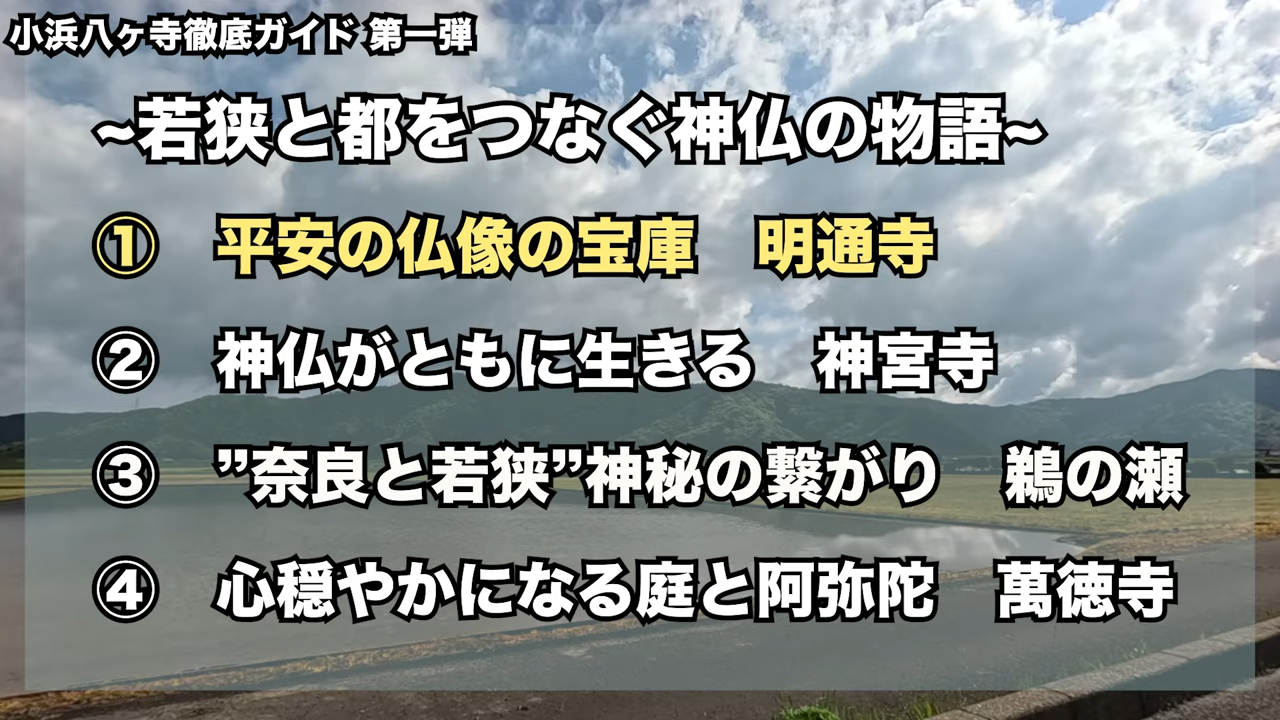 小浜八ヶ寺徹底ガイド 第一弾
~若狭と都をつなぐ神仏の物語~
① 平安の仏像の宝庫 明通寺
② 神仏がともに生きる 神宮寺
③ ”奈良と若狭”神秘の繋がり 鵜の瀬
④ 心穏やかになる庭と阿弥陀 萬徳寺